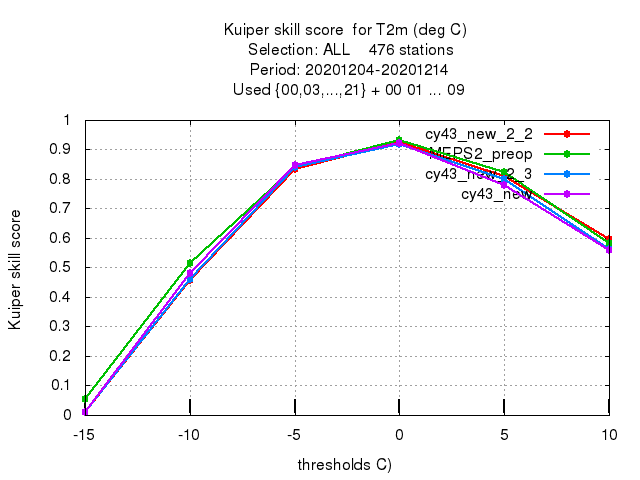 Kuiper skill score  for T2m (deg C)
Selection: ALL    476 stations
Period: 20201204-20201214
Used {00,03,...,21} + 00 01 ... 09
1
0.9
0.8
0.7
0.6
0.5
0.4
0.3
0.2
0.1
0
Kuiper skill score
cy43_new_2_2
MEPS2_preop
cy43_new_2_3
cy43_new
-15
-10
-5
0
5
10
thresholds C)